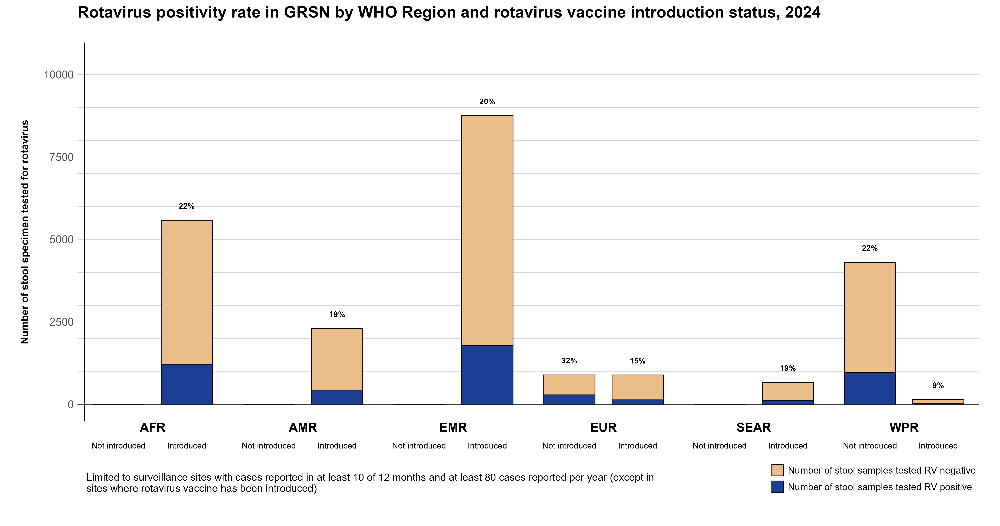 Rotavirus positivity rate in GRSN by WHO Region and rotavirus vaccine introduction status, 2024
Number of stool specimen tested for rotavirus
10000
7500
5000
2500
0
22%
19%
20%
32%
15%
19%
22%
9%
AFR
AMR
EMR
EUR
SEAR
WPR
Not introduced
Introduced
Not introduced
Introduced
Not introduced
Introduced
Not introduced
Introduced
Not introduced
Introduced
Not introduced
Introduced
Limited to surveillance sites with cases reported in at least 10 of 12 months and at least 80 cases reported per year (except in
sites where rotavirus vaccine has been introduced)
Number of stool samples tested RV negative
Number of stool samples tested RV positive